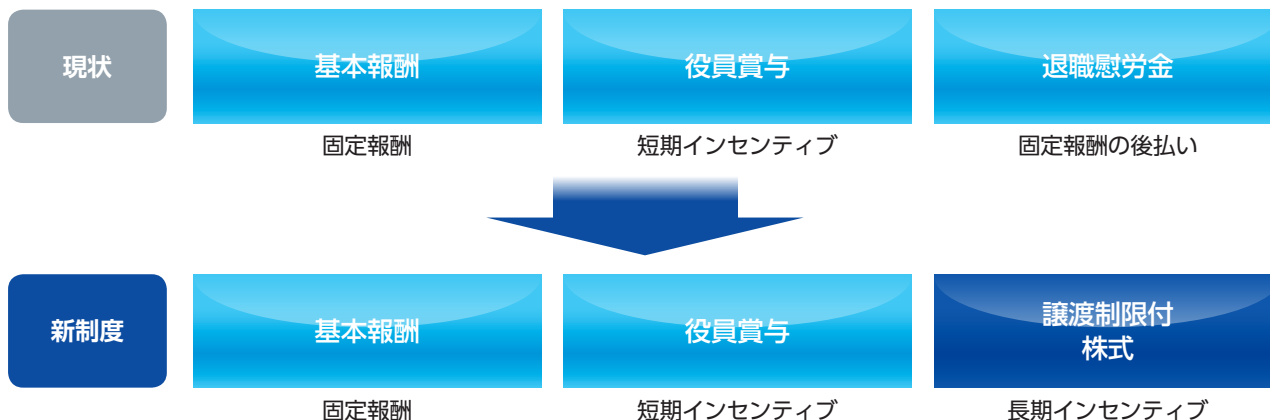 現状
基本報酬
役員賞与
退職慰労金
固定報酬
短期インセンティブ
固定報酬の後払い
新制度
基本報酬
役員賞与
譲渡制限付
株式
固定報酬
短期インセンティブ
長期インセンティブ